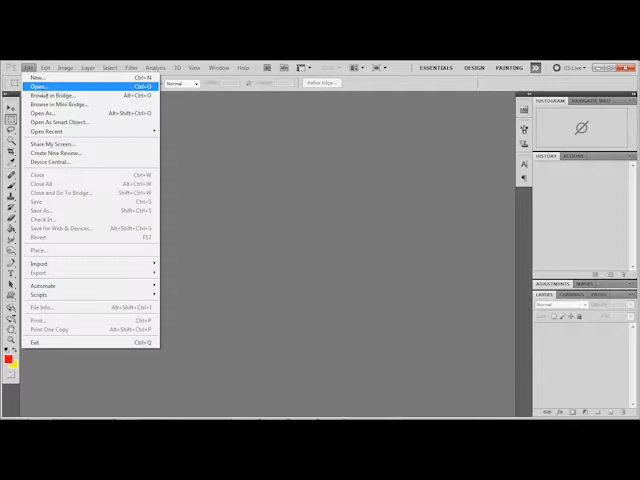 Ps File Edit Image Layer Select Filter Analysis 3D View Window Help ESSENTIALS DESIGN PAINTING CS Live
Normal Refine Edge...
New... Ctrl+N
Open... Ctrl+O
Browse in Bridge... Alt+Ctrl+O
Browse in Mini Bridge...
Open As... Alt+Shift+Ctrl+O
Open As Smart Object...
Open Recent
Share My Screen...
Create New Review...
Device Central...
Close Ctrl+W
Close All Alt+Ctrl+W
Close and Go To Bridge... Shift+Ctrl+W
Save Ctrl+S
Save As... Shift+Ctrl+S
Check In...
Save for Web & Devices... Alt+Shift+Ctrl+S
Revert F12
Place...
Import
Export
Automate
Scripts
File Info... Alt+Shift+Ctrl+I
Print... Ctrl+P
Print One Copy Alt+Shift+Ctrl+P
Exit Ctrl+Q
HISTOGRAM NAVIGATOR INFO
HISTORY ACTIONS
ADJUSTMENTS MASKS
LAYERS CHANNELS PATHS
Normal